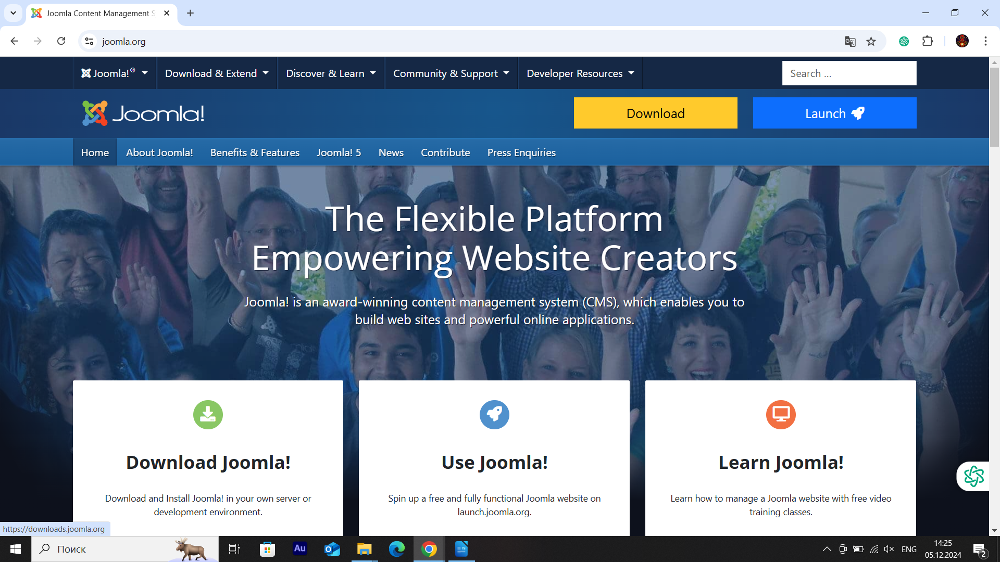 Joomla Content Management S
joomla.org
Joomla!®
Download & Extend
Discover & Learn
Community & Support
Developer Resources
Search ...
Joomla!
Download
Launch
Home
About Joomla!
Benefits & Features
Joomla! 5
News
Contribute
Press Enquiries
The Flexible Platform
Empowering Website Creators
Joomla! is an award-winning content management system (CMS), which enables you to
build web sites and powerful online applications.
Download Joomla!
Download and Install Joomla! in your own server or
development environment.
Use Joomla!
Spin up a free and fully functional Joomla website on
launch.joomla.org.
Learn Joomla!
Learn how to manage a Joomla website with free video
training classes.
https://downloads.joomla.org
Поиск
Au
ENG
14:25
05.12.2024
2